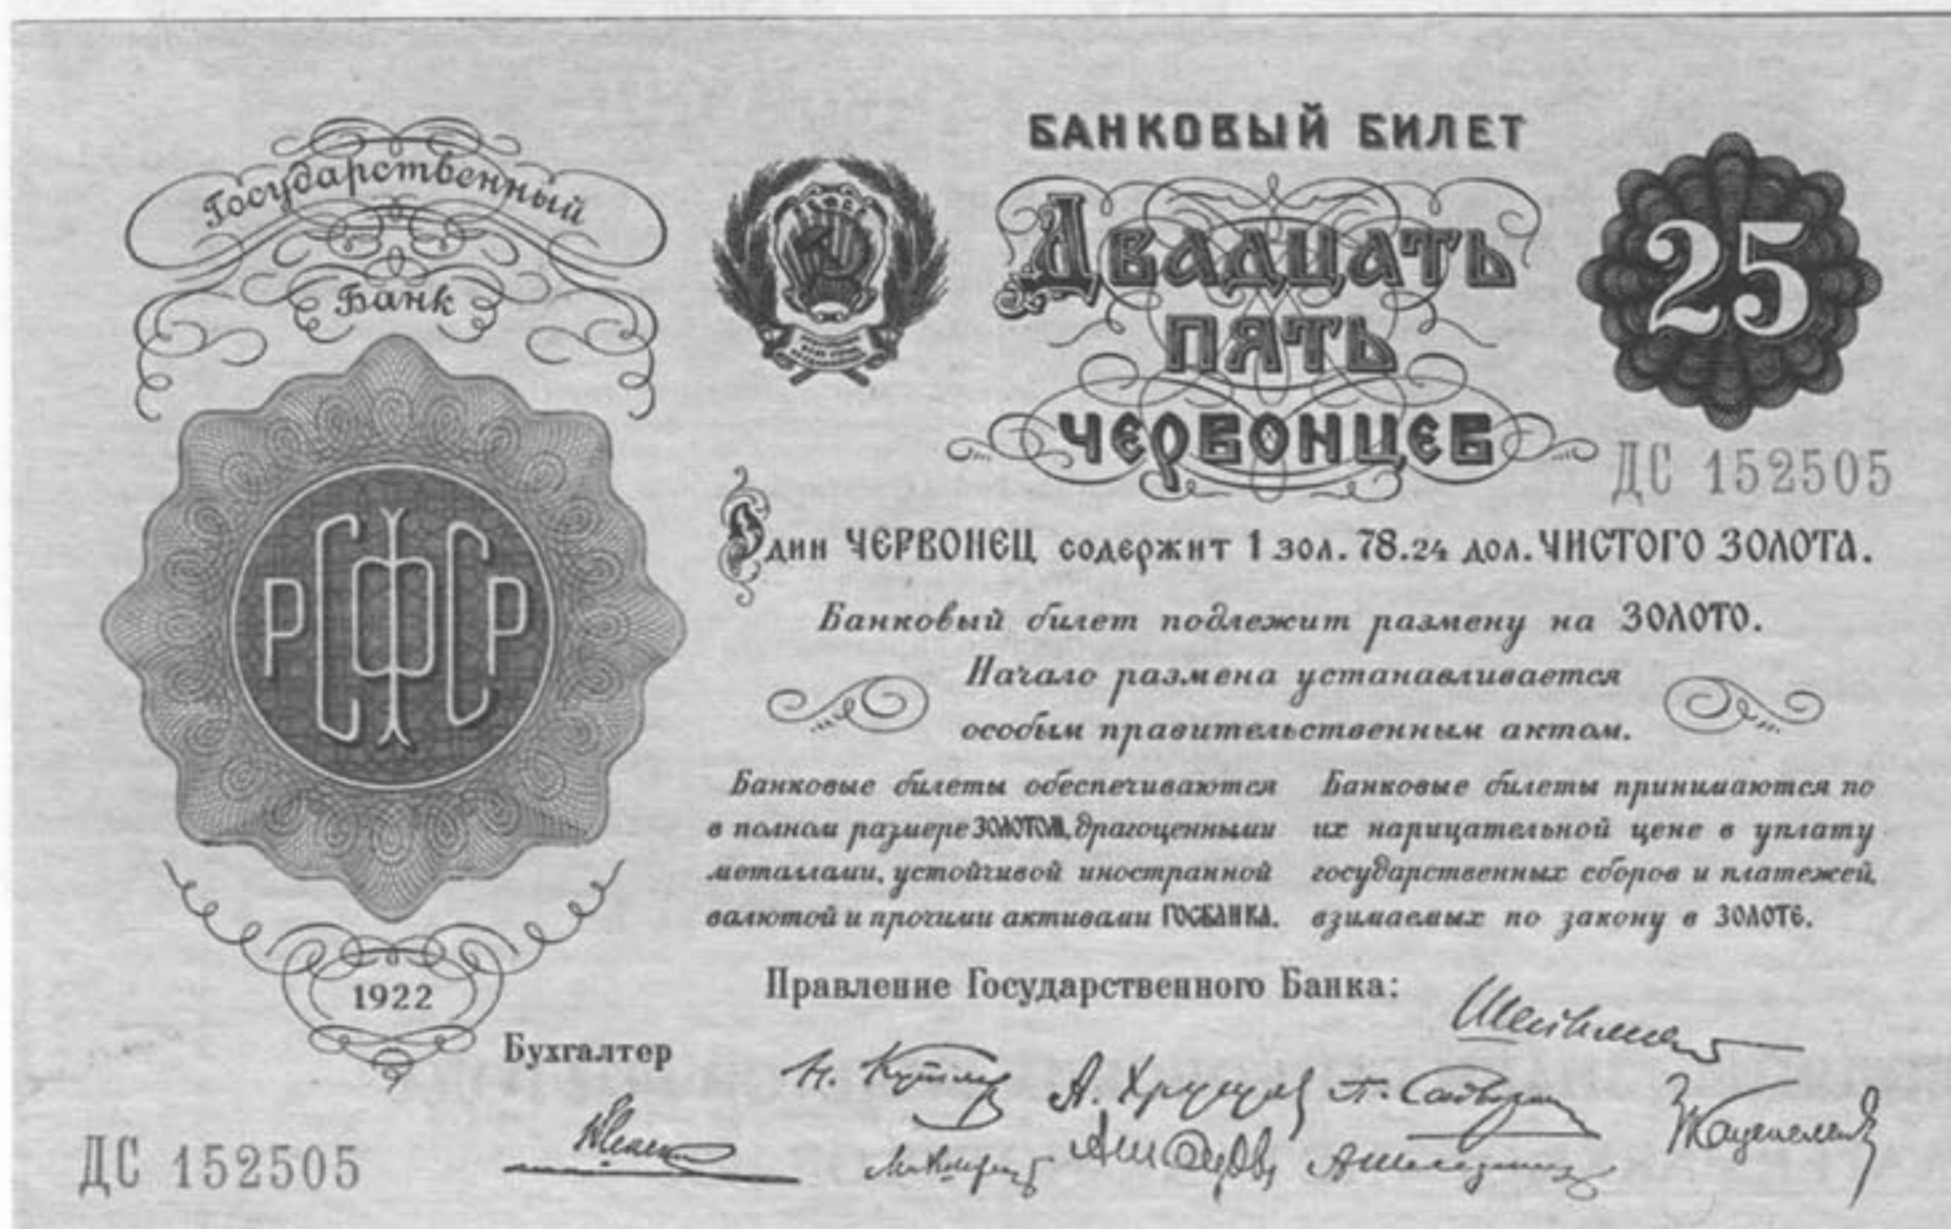 Государственный
Банк
РСФСР
1922
БАНКОВЫЙ БИЛЕТ
Двадцать
пять
червонцев
25
ДС 152505
Один ЧЕРВОНЕЦ содержит 1 зол. 78.24 дол. ЧИСТОГО ЗОЛОТА.
Банковый билет подлежит размену на ЗОЛОТО.
Начало размена устанавливается
особым правительственным актом.
Банковые билеты обеспечиваются
в полном размере ЗОЛОТОМ, драгоценными
металлами, устойчивой иностранной
валютой и прочими активами ГОСБАНКА.
Банковые билеты принимаются по
их нарицательной цене в уплату
государственных сборов и платежей,
взимаемых по закону в ЗОЛОТЕ.
Правление Государственного Банка:
Бухгалтер
ДС 152505